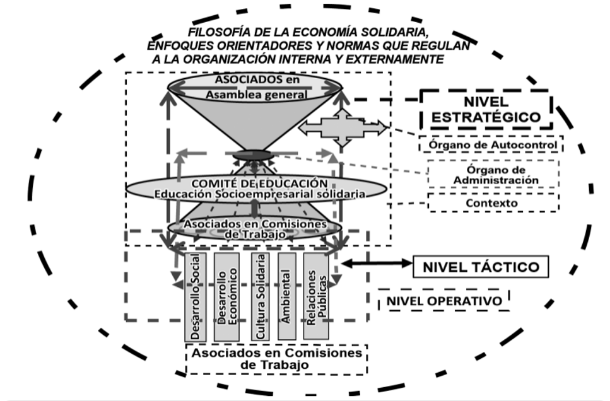 FILOSOFÍA DE LA ECONOMÍA SOLIDARIA,
ENFOQUES ORIENTADORES Y NORMAS QUE REGULAN
A LA ORGANIZACIÓN INTERNA Y EXTERNAMENTE
ASOCIADOS en
Asamblea general
NIVEL
ESTRATÉGICO
Órgano de Autocontrol
Órgano de
Administración
Contexto
COMITÉ DE EDUCACIÓN
Educación Socioempresarial sólidaria
Asociados en Comisiones
de Trabajo
Desarrollo Social
Desarrollo
Económico
Cultura Solidaria
Ambiental
Relaciones
Públicas
NIVEL TÁCTICO
NIVEL OPERATIVO
Asociados en Comisiones
de Trabajo